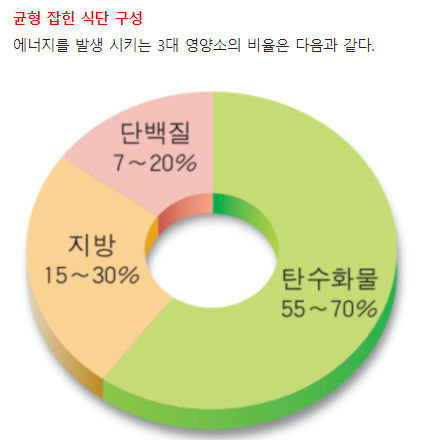 균형 잡힌 식단 구성
에너지를 발생 시키는 3대 영양소의 비율은 다음과 같다.
단백질
7~20%
지방
15~30%
탄수화물
55~70%